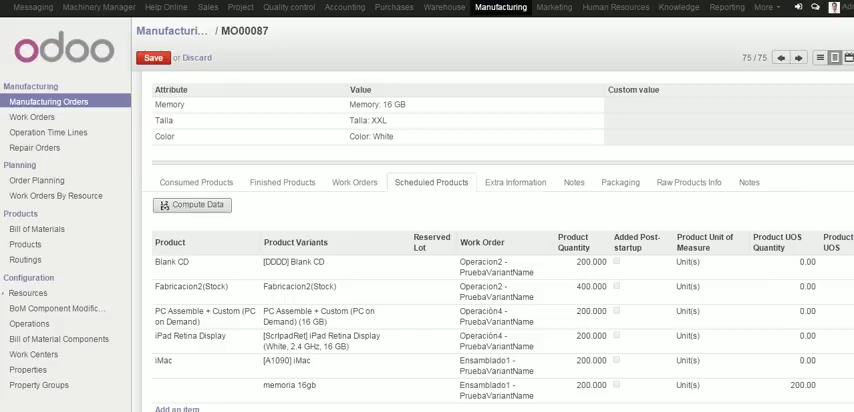 Messaging Machinery Manager Help Online Sales Project Quality control Accounting Purchases Warehouse Manufacturing Marketing Human Resources Knowledge Reporting More
odoo
Manufacturi... / MO00087
Save or Discard
75 / 75
Manufacturing
Manufacturing Orders
Work Orders
Operation Time Lines
Repair Orders
Planning
Order Planning
Work Orders By Resource
Products
Bill of Materials
Products
Routings
Configuration
Resources
BoM Component Modific...
Operations
Bill of Material Components
Work Centers
Properties
Property Groups
Attribute Value Custom value
Memory Memory: 16 GB
Talla Talla: XXL
Color Color: White
Consumed Products Finished Products Work Orders Scheduled Products Extra Information Notes Packaging Raw Products Info Notes
Compute Data
Product Product Variants Reserved Lot Work Order Product Quantity Added Post-startup Product Unit of Measure Product UOS Quantity Product UOS
Blank CD [DDDD] Blank CD Operacion2 - PruebaVariantName 200.000 Unit(s) 0.00
Fabricacion2(Stock) Fabricacion2(Stock) Operacion2 - PruebaVariantName 400.000 Unit(s) 0.00
PC Assemble + Custom (PC on Demand) PC Assemble + Custom (PC on Demand) (16 GB) Operación4 - PruebaVariantName 200.000 Unit(s) 0.00
iPad Retina Display [ScrIpadRet] iPad Retina Display (White, 2.4 GHz, 16 GB) Operación4 - PruebaVariantName 200.000 Unit(s) 0.00
iMac [A1090] iMac Ensamblado1 - PruebaVariantName 200.000 Unit(s) 0.00
memoria 16gb Ensamblado1 - PruebaVariantName 200.000 Unit(s) 200.00
Add an item